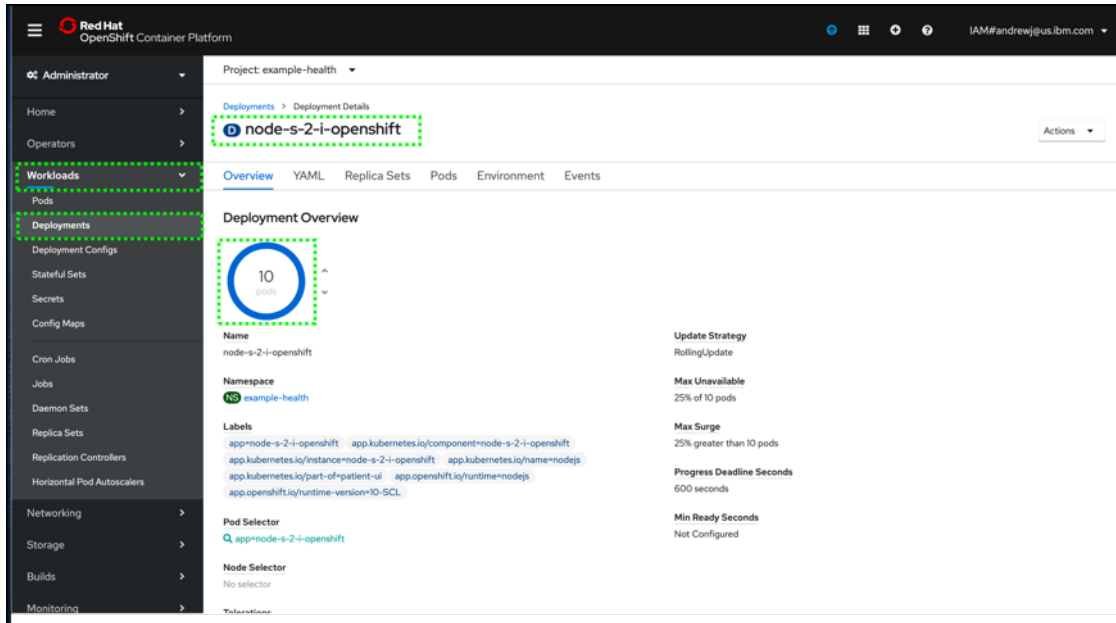 Red Hat
OpenShift Container Platform
IAM#andrewj@us.ibm.com
Administrator
Home
Operators
Workloads
Pods
Deployments
Deployment Configs
Stateful Sets
Secrets
Config Maps
Cron Jobs
Jobs
Daemon Sets
Replica Sets
Replication Controllers
Horizontal Pod Autoscalers
Networking
Storage
Builds
Monitoring
Project: example-health
Deployments > Deployment Details
D node-s-2-i-openshift
Actions
Overview YAML Replica Sets Pods Environment Events
Deployment Overview
10
pods
Name
node-s-2-i-openshift
Namespace
NS example-health
Labels
app=node-s-2-i-openshift app.kubernetes.io/component=node-s-2-i-openshift
app.kubernetes.io/instance=node-s-2-i-openshift app.kubernetes.io/name=nodejs
app.kubernetes.io/part-of=patient-ui app.openshift.io/runtime=nodejs
app.openshift.io/runtime-version=10-SCL
Pod Selector
app=node-s-2-i-openshift
Node Selector
No selector
Tolerations
Update Strategy
RollingUpdate
Max Unavailable
25% of 10 pods
Max Surge
25% greater than 10 pods
Progress Deadline Seconds
600 seconds
Min Ready Seconds
Not Configured